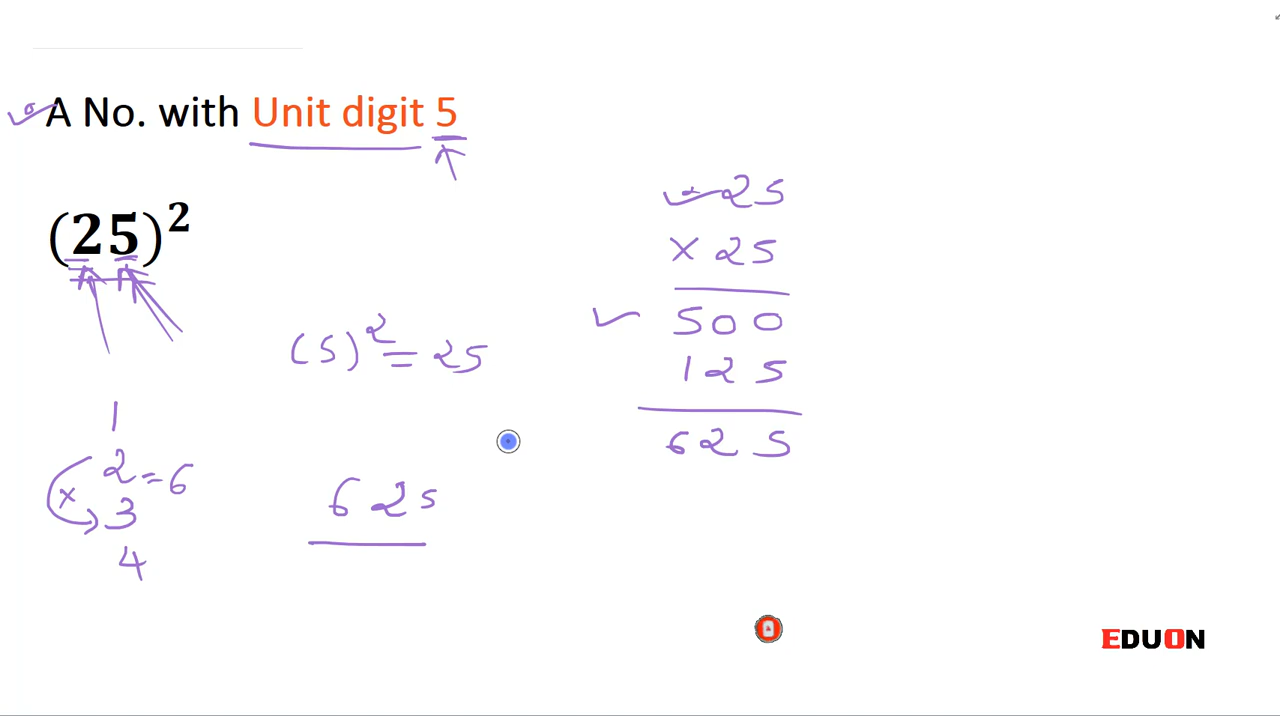 A No. with Unit digit 5
(25)²
(5)² = 25
1
2 = 6
×
3
4
625
25
× 25
500
125
625
EDUON